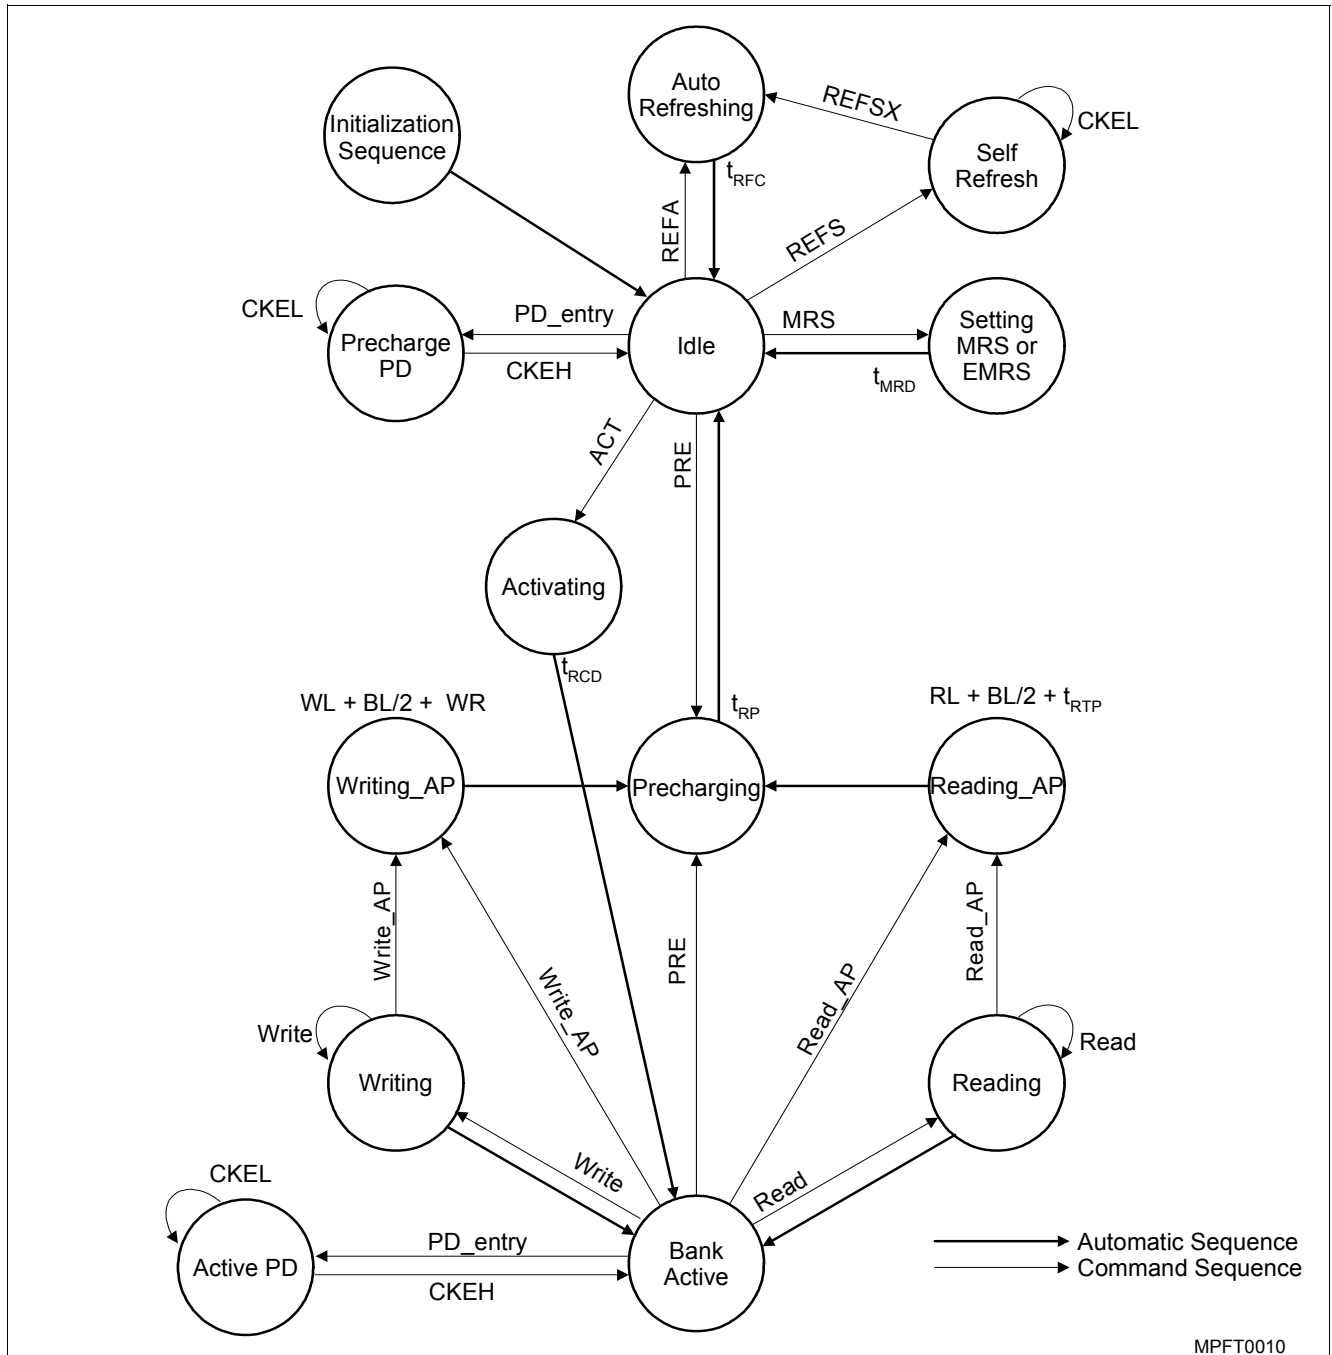 Auto
Refreshing
REFSX
CKEL
Initialization
Sequence
Self
Refresh
tRFC
REFA
REFS
CKEL
PD_entry
MRS
Precharge
PD
Idle
Setting
MRS or
EMRS
CKEH
tMRD
ACT
PRE
Activating
tRCD
WL + BL/2 + WR
tRP
RL + BL/2 + tRTP
Writing_AP
Precharging
Reading_AP
Write_AP
Write_AP
PRE
Read_AP
Read_AP
Write
Read
Writing
Reading
Write
Read
CKEL
PD_entry
Active PD
Bank
Active
CKEH
Automatic Sequence
Command Sequence
MPFT0010